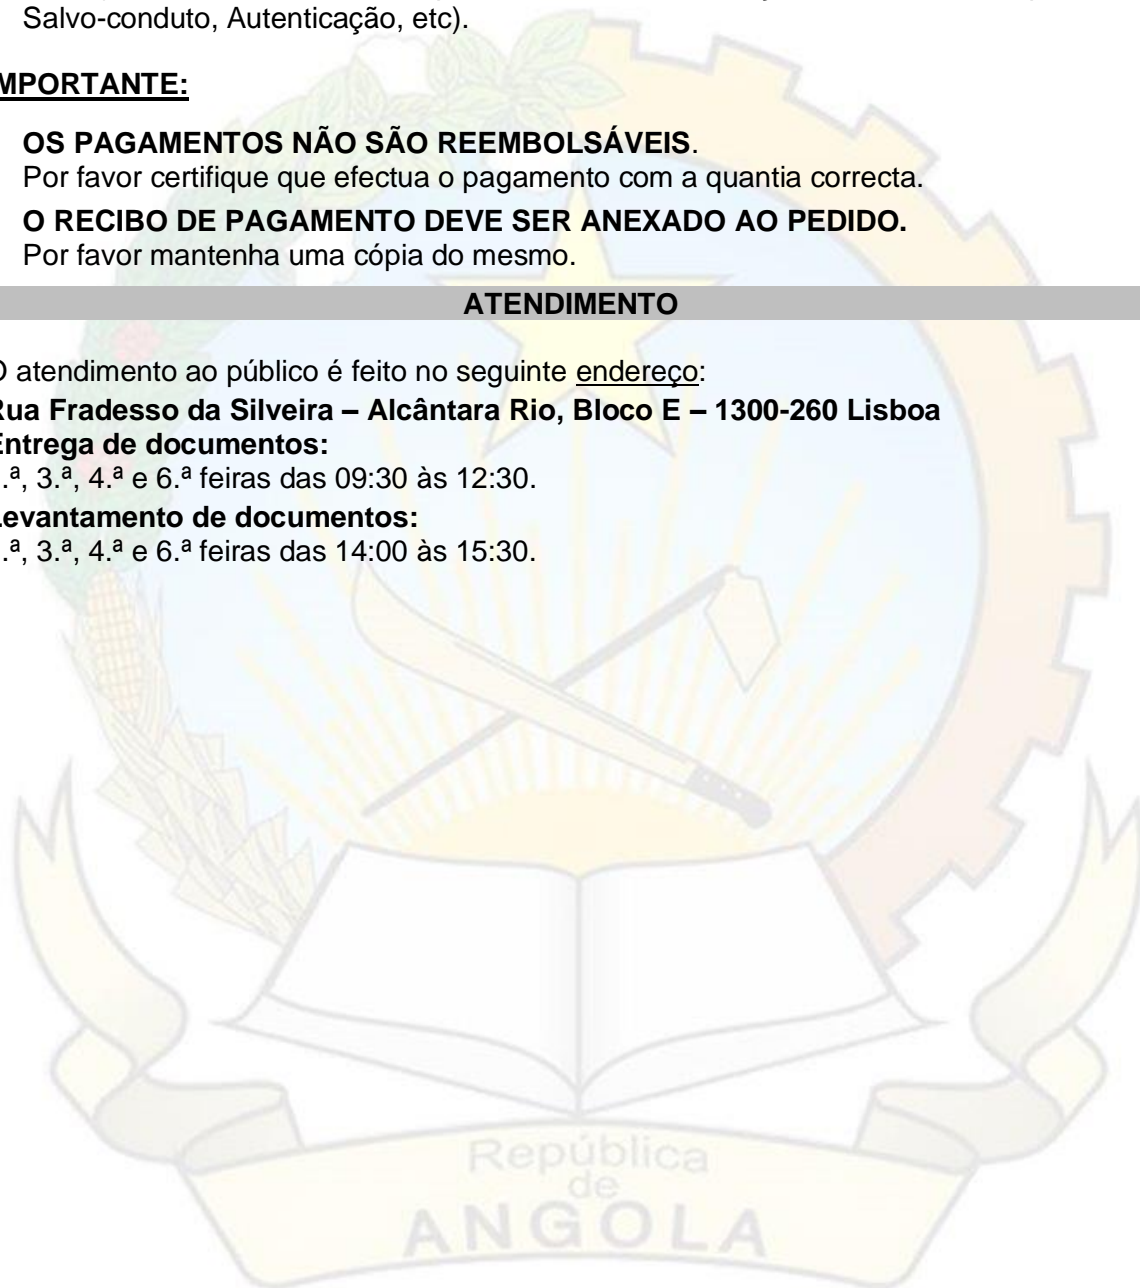 Salvo-conduto, Autenticação, etc).
MPORTANTE:
OS PAGAMENTOS NÃO SÃO REEMBOLSÁVEIS.
Por favor certifique que efectua o pagamento com a quantia correcta.
O RECIBO DE PAGAMENTO DEVE SER ANEXADO AO PEDIDO.
Por favor mantenha uma cópia do mesmo.
ATENDIMENTO
O atendimento ao público é feito no seguinte endereço:
Rua Fradesso da Silveira – Alcântara Rio, Bloco E – 1300-260 Lisboa
Entrega de documentos:
.ª, 3.ª, 4.ª e 6.ª feiras das 09:30 às 12:30.
Levantamento de documentos:
.ª, 3.ª, 4.ª e 6.ª feiras das 14:00 às 15:30.
República
de
ANGOLA